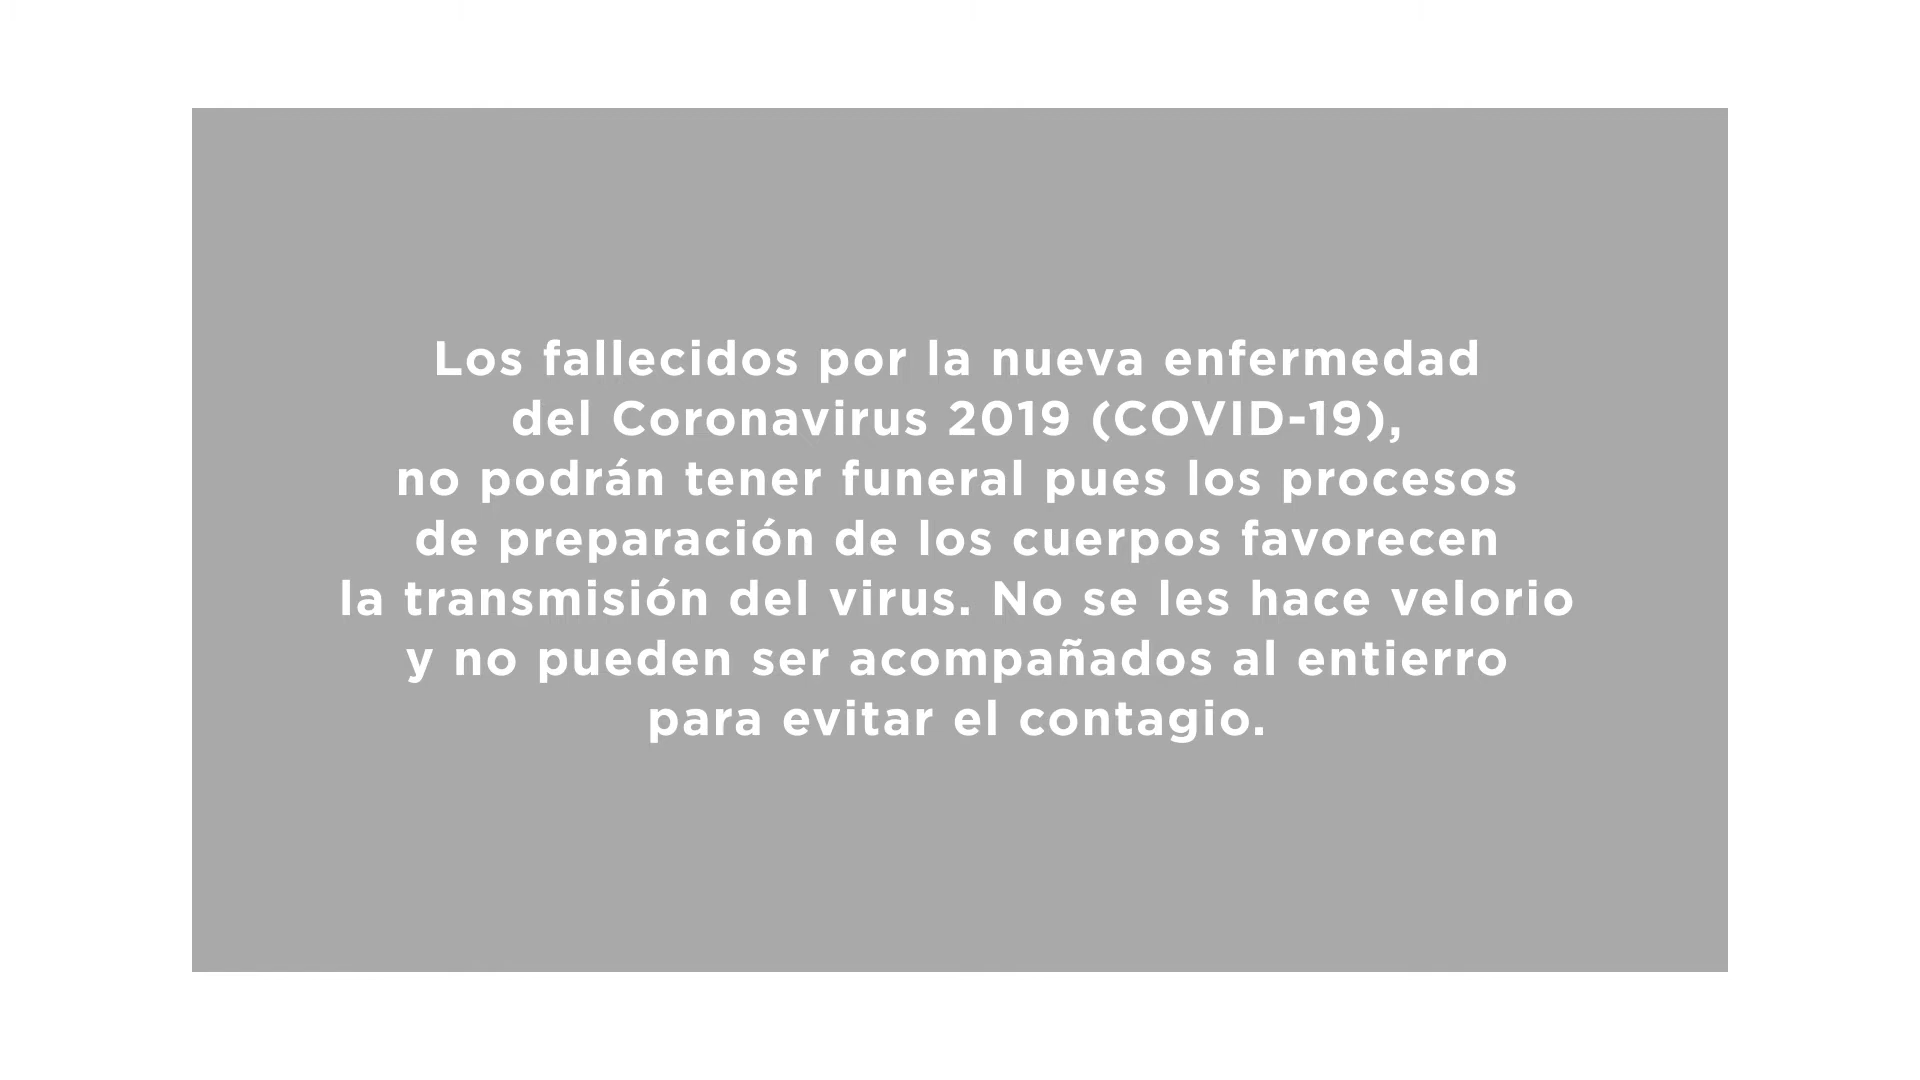 Los fallecidos por la nueva enfermedad
del Coronavirus 2019 (COVID-19),
no podrán tener funeral pues los procesos
de preparación de los cuerpos favorecen
la transmisión del virus. No se les hace velorio
y no pueden ser acompañados al entierro
para evitar el contagio.